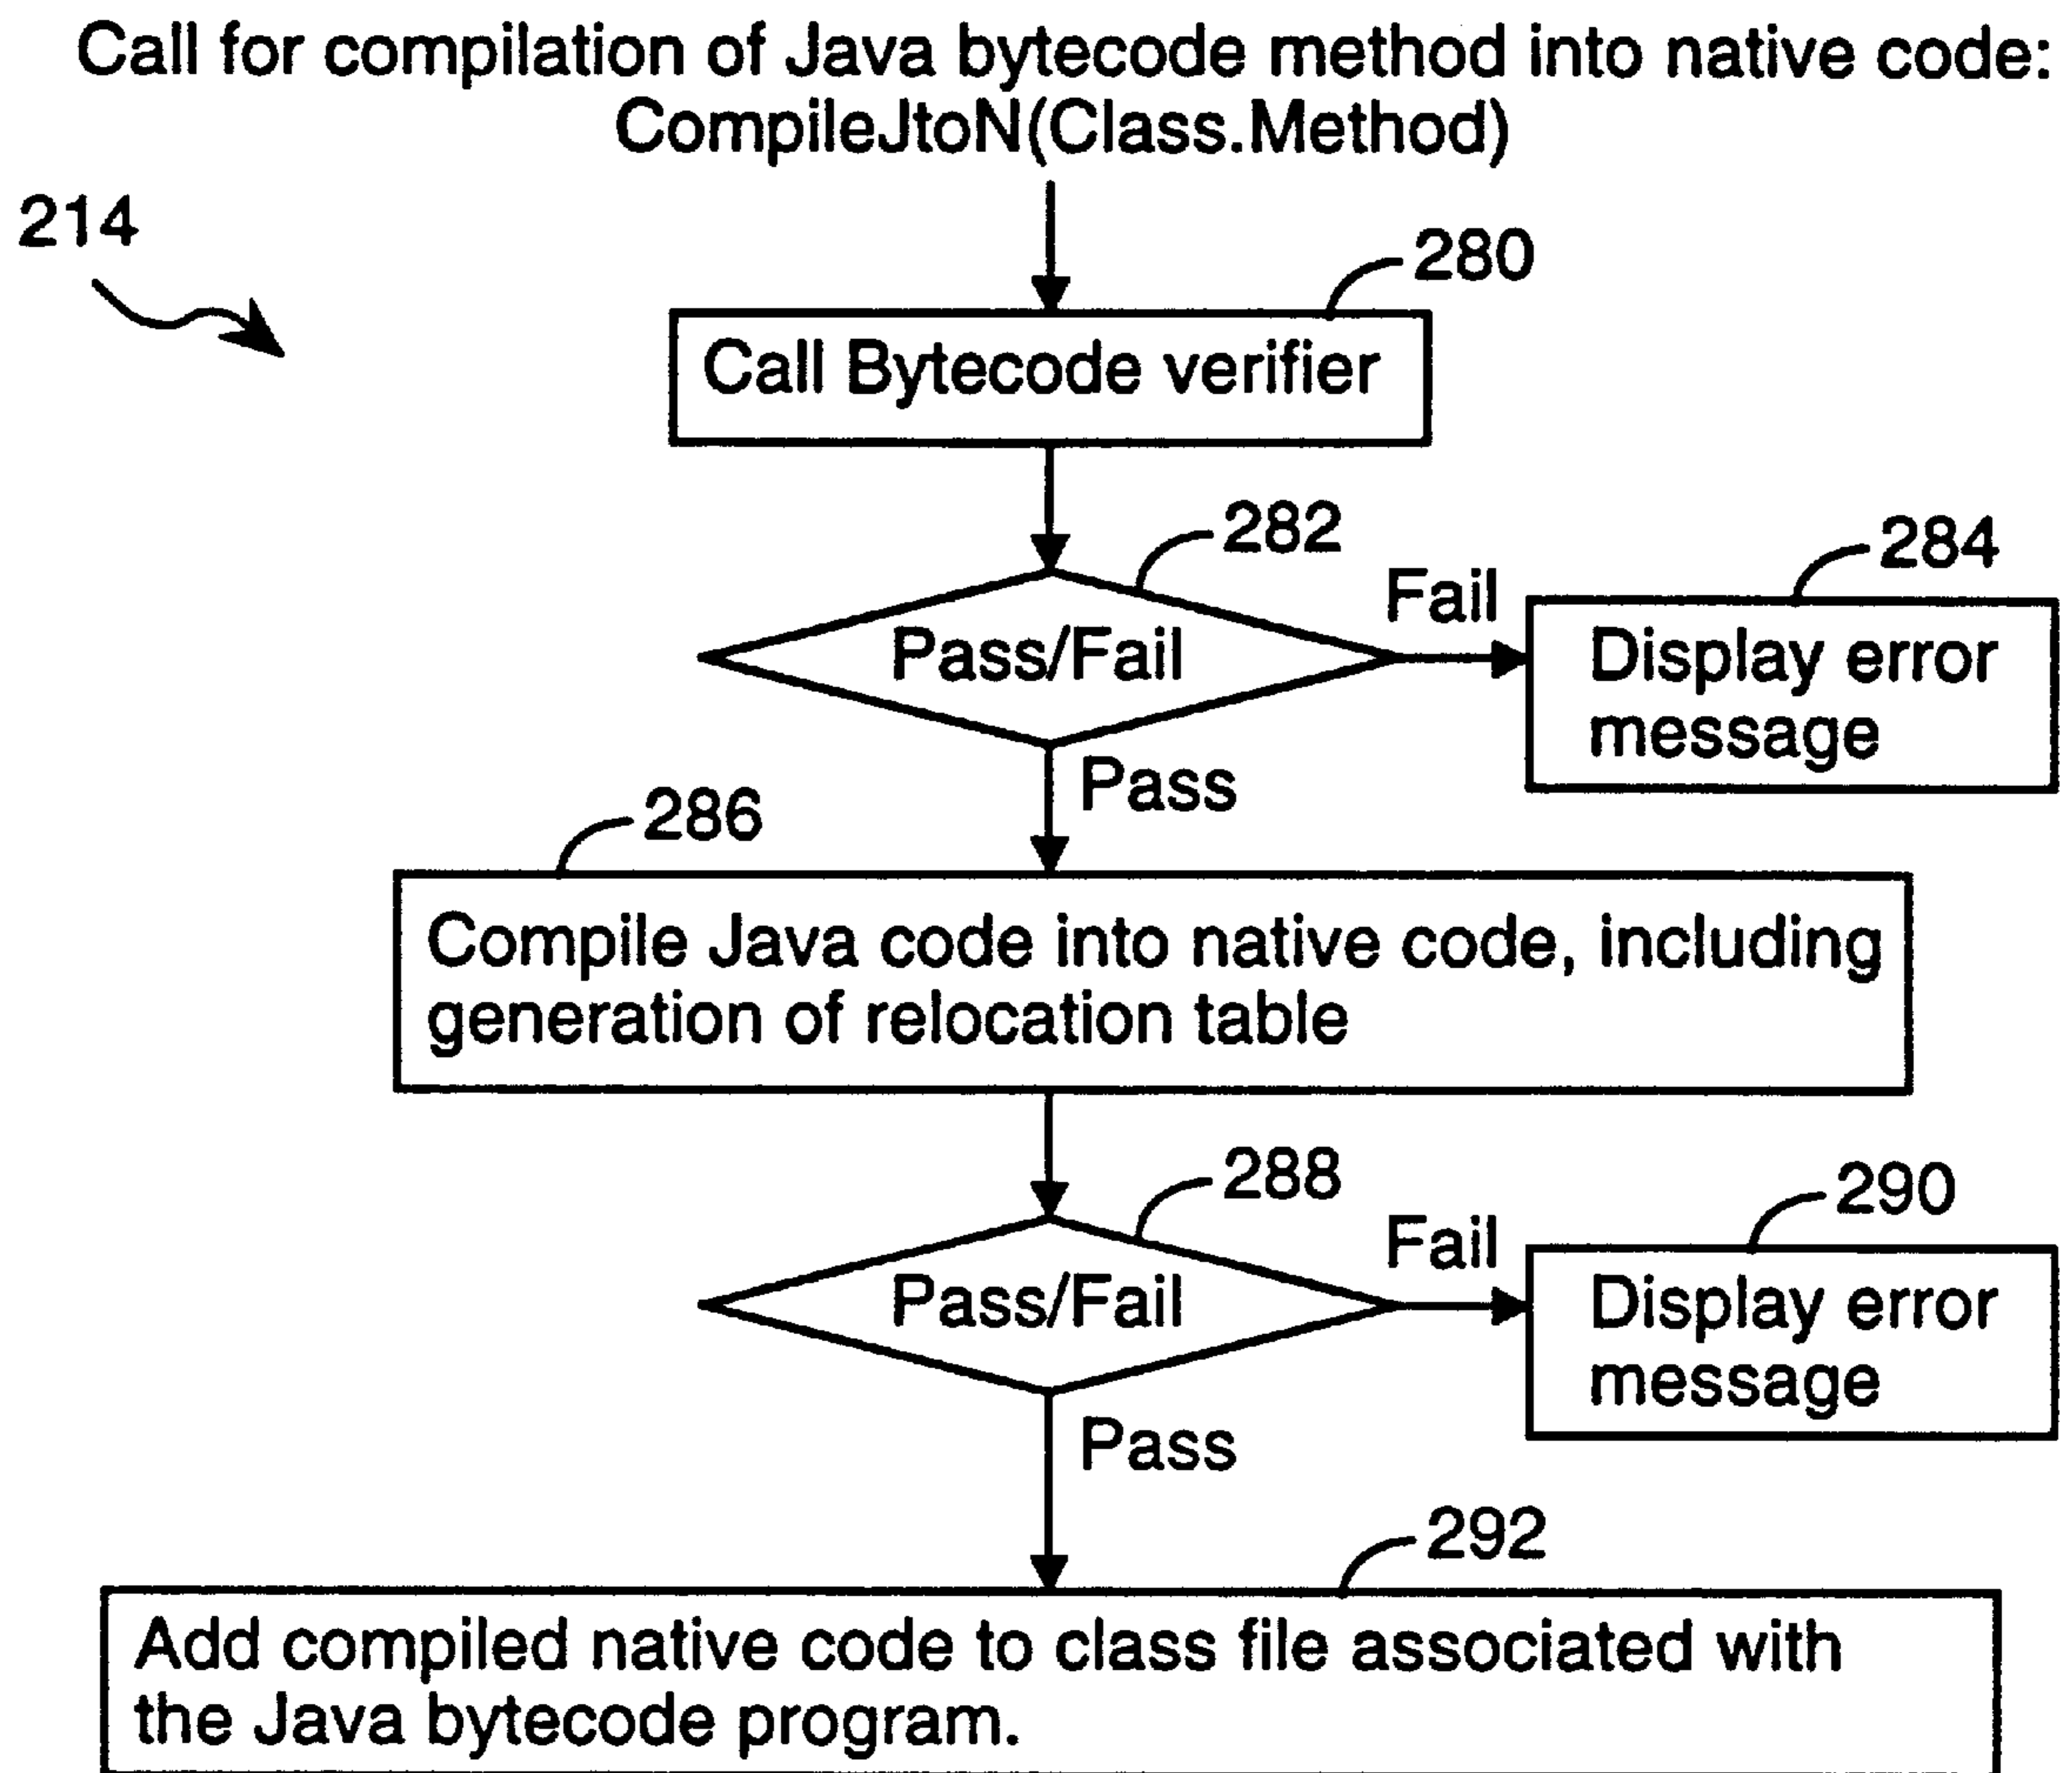 Call for compilation of Java bytecode method into native code:
CompileJtoN(Class.Method)
214
280
Call Bytecode verifier
282
284
Fail
Pass/Fail
Display error
message
Pass
286
Compile Java code into native code, including
generation of relocation table
288
290
Fail
Pass/Fail
Display error
message
Pass
292
Add compiled native code to class file associated with
the Java bytecode program.